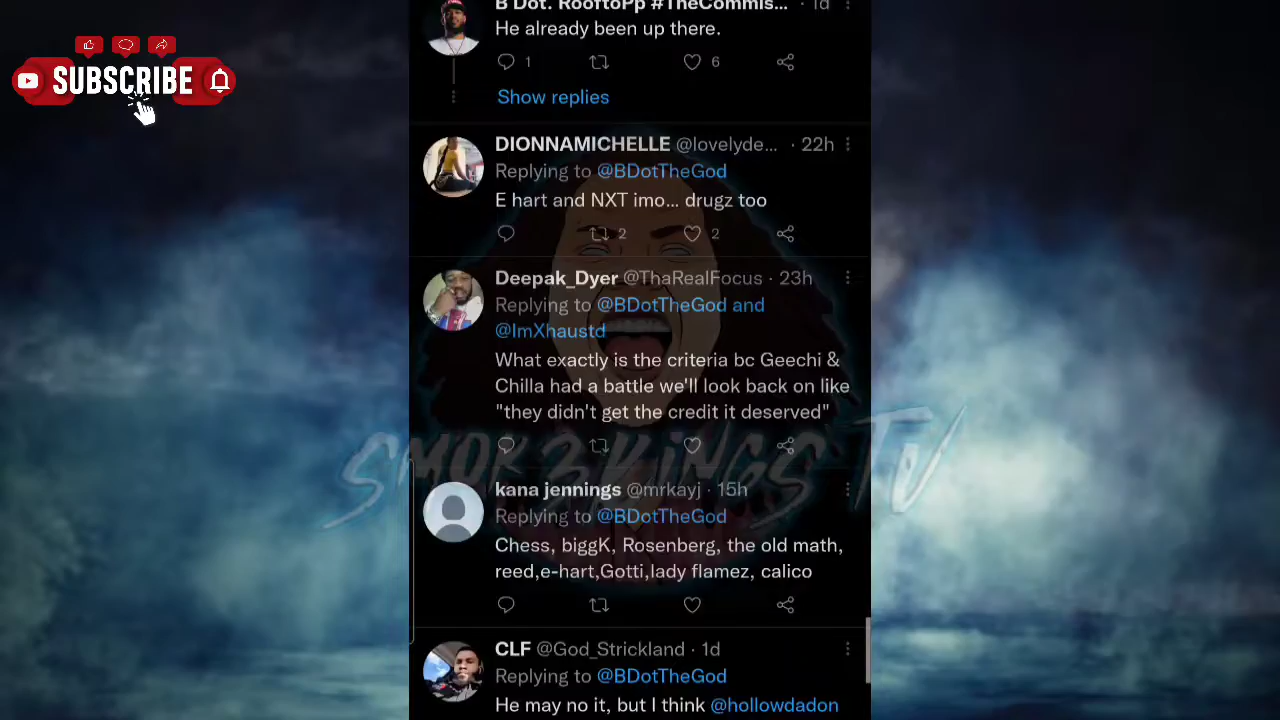 B Dot. RooftoPp #TheCommis... · 1d
He already been up there.
1 6
Show replies
SUBSCRIBE
DIONNAMICHELLE @lovelyde... · 22h
Replying to @BDotTheGod
E hart and NXT imo... drugz too
2 2
Deepak_Dyer @ThaRealFocus · 23h
Replying to @BDotTheGod and
@ImXhaustd
What exactly is the criteria bc Geechi &
Chilla had a battle we'll look back on like
"they didn't get the credit it deserved"
SMOK3KINGS TV
kana jennings @mrkayj · 15h
Replying to @BDotTheGod
Chess, biggK, Rosenberg, the old math,
reed,e-hart,Gotti,lady flamez, calico
CLF @God_Strickland · 1d
Replying to @BDotTheGod
He may no it, but I think @hollowdadon